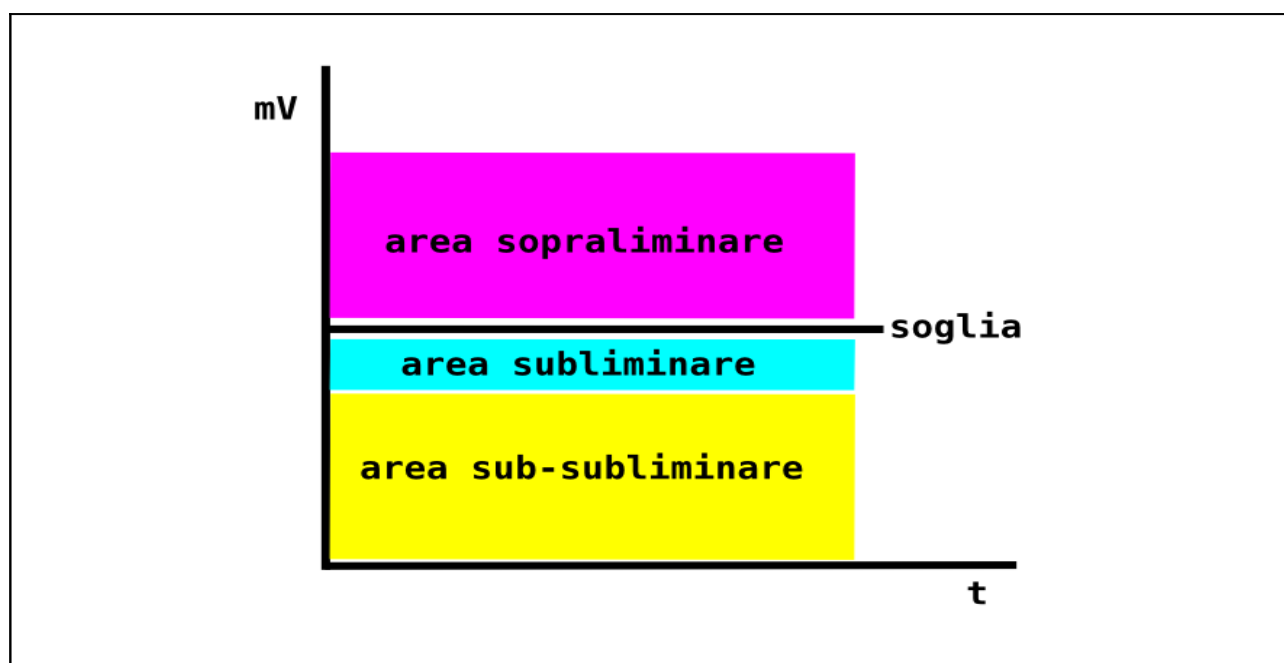 mV
area sopraliminare
soglia
area subliminare
area sub-subliminare
t